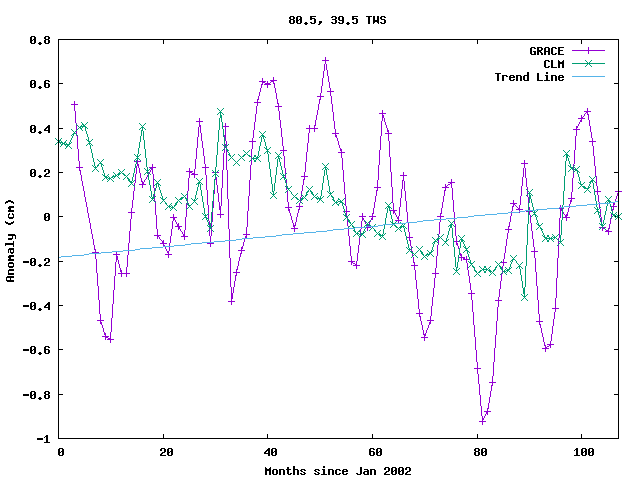 80.5, 39.5 TWS
GRACE
CLM
Trend Line
0.8
0.6
0.4
0.2
0
-0.2
-0.4
-0.6
-0.8
-1
Anomaly (cm)
0 20 40 60 80 100
Months since Jan 2002